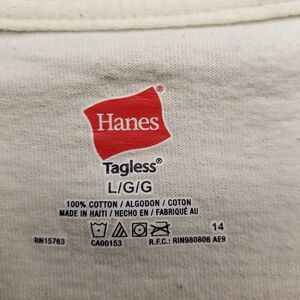 Hanes®
Tagless®
L/G/G
100% COTTON / ALGODON / COTON
MADE IN HAITI / HECHO EN / FABRIQUÉ AU
14
RN15763 CA00153 R.F.C.: RIN980806 AE9